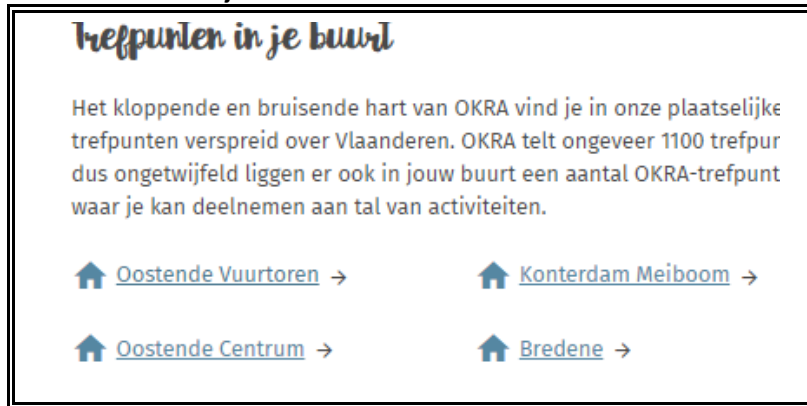 Trefpunten in je buurt
Het kloppende en bruisende hart van OKRA vind je in onze plaatselijke
trefpunten verspreid over Vlaanderen. OKRA telt ongeveer 1100
dus ongetwijfeld liggen er ook in jouw buurt een aantal
waar je kan deelnemen aan tal van activiteiten.
Oostende Vuurtoren → Konterdam Meiboom →
Oostende Centrum → Bredene →